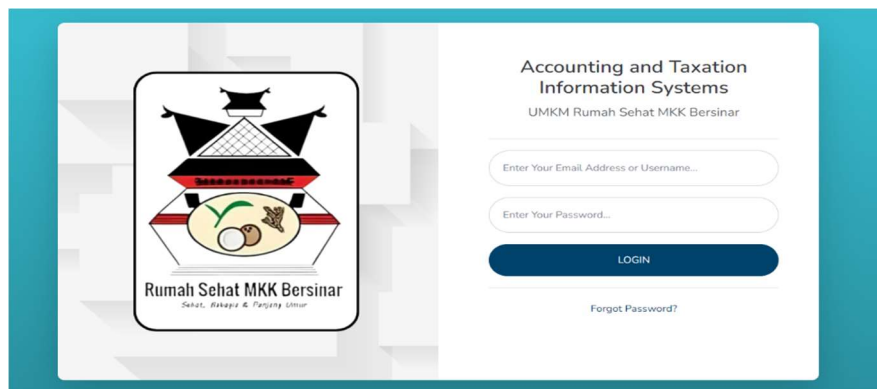 Rumah Sehat MKK Bersinar
Sehat, Bahagia & Panjang Umur
Accounting and Taxation
Information Systems
UMKM Rumah Sehat MKK Bersinar
Enter Your Email Address or Username...
Enter Your Password...
LOGIN
Forgot Password?